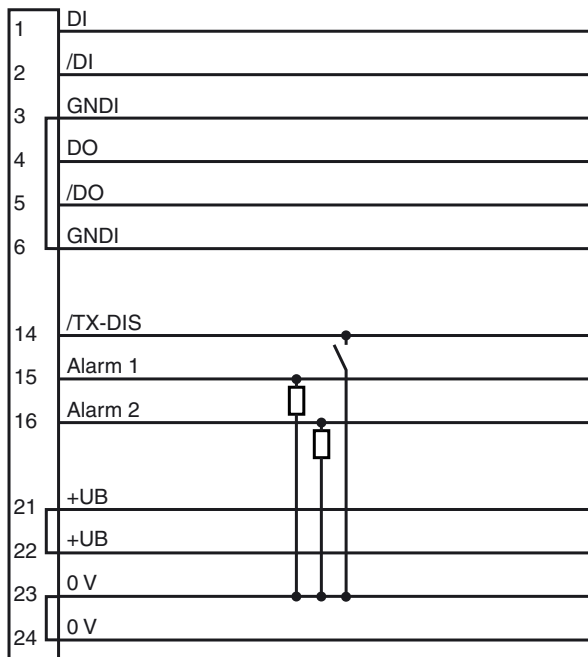 1 DI
2 /DI
3 GNDI
4 DO
5 /DO
6 GNDI
14 /TX-DIS
15 Alarm 1
16 Alarm 2
21 +UB
22 +UB
23 0 V
24 0 V